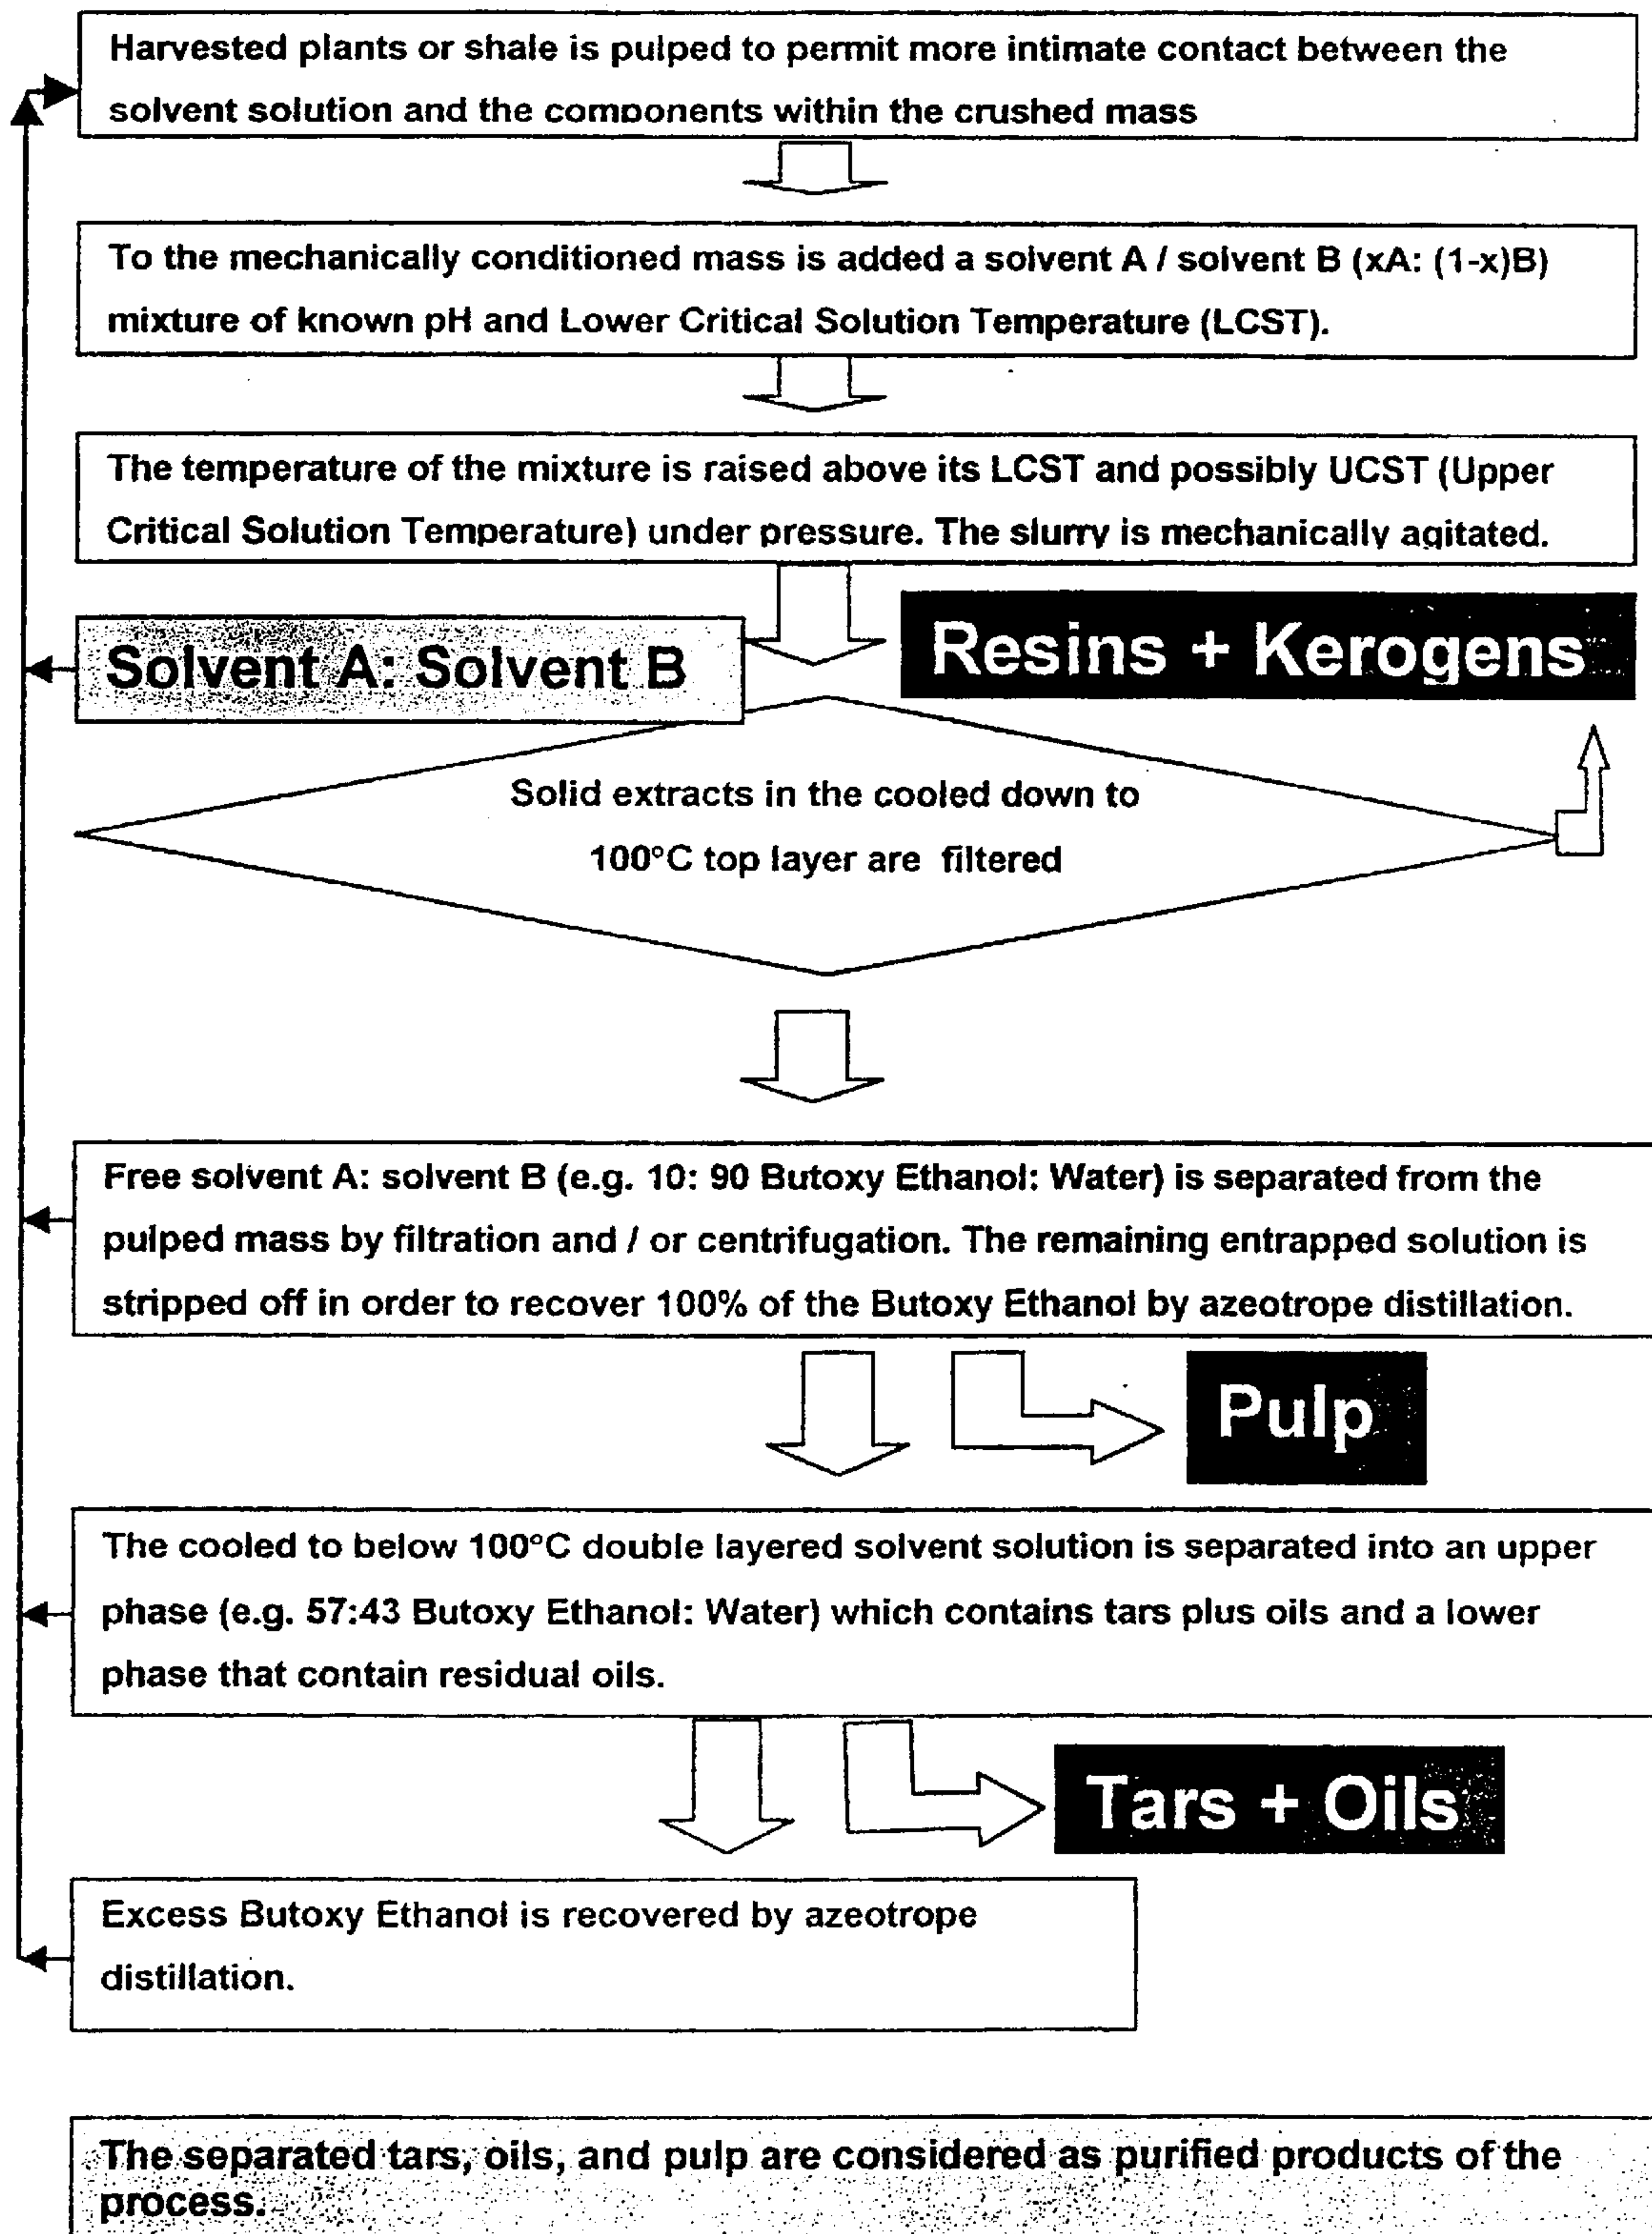 Harvested plants or shale is pulped to permit more intimate contact between the
solvent solution and the components within the crushed mass
To the mechanically conditioned mass is added a solvent A / solvent B (xA: (1-x)B)
mixture of known pH and Lower Critical Solution Temperature (LCST).
The temperature of the mixture is raised above its LCST and possibly UCST (Upper
Critical Solution Temperature) under pressure. The slurry is mechanically agitated.
Solvent A: Solvent B
Resins + Kerogens
Solid extracts in the cooled down to
100°C top layer are filtered
Free solvent A: solvent B (e.g. 10: 90 Butoxy Ethanol: Water) is separated from the
pulped mass by filtration and / or centrifugation. The remaining entrapped solution is
stripped off in order to recover 100% of the Butoxy Ethanol by azeotrope distillation.
Pulp
The cooled to below 100°C double layered solvent solution is separated into an upper
phase (e.g. 57:43 Butoxy Ethanol: Water) which contains tars plus oils and a lower
phase that contain residual oils.
Tars + Oils
Excess Butoxy Ethanol is recovered by azeotrope
distillation.
The separated tars, oils, and pulp are considered as purified products of the
process.